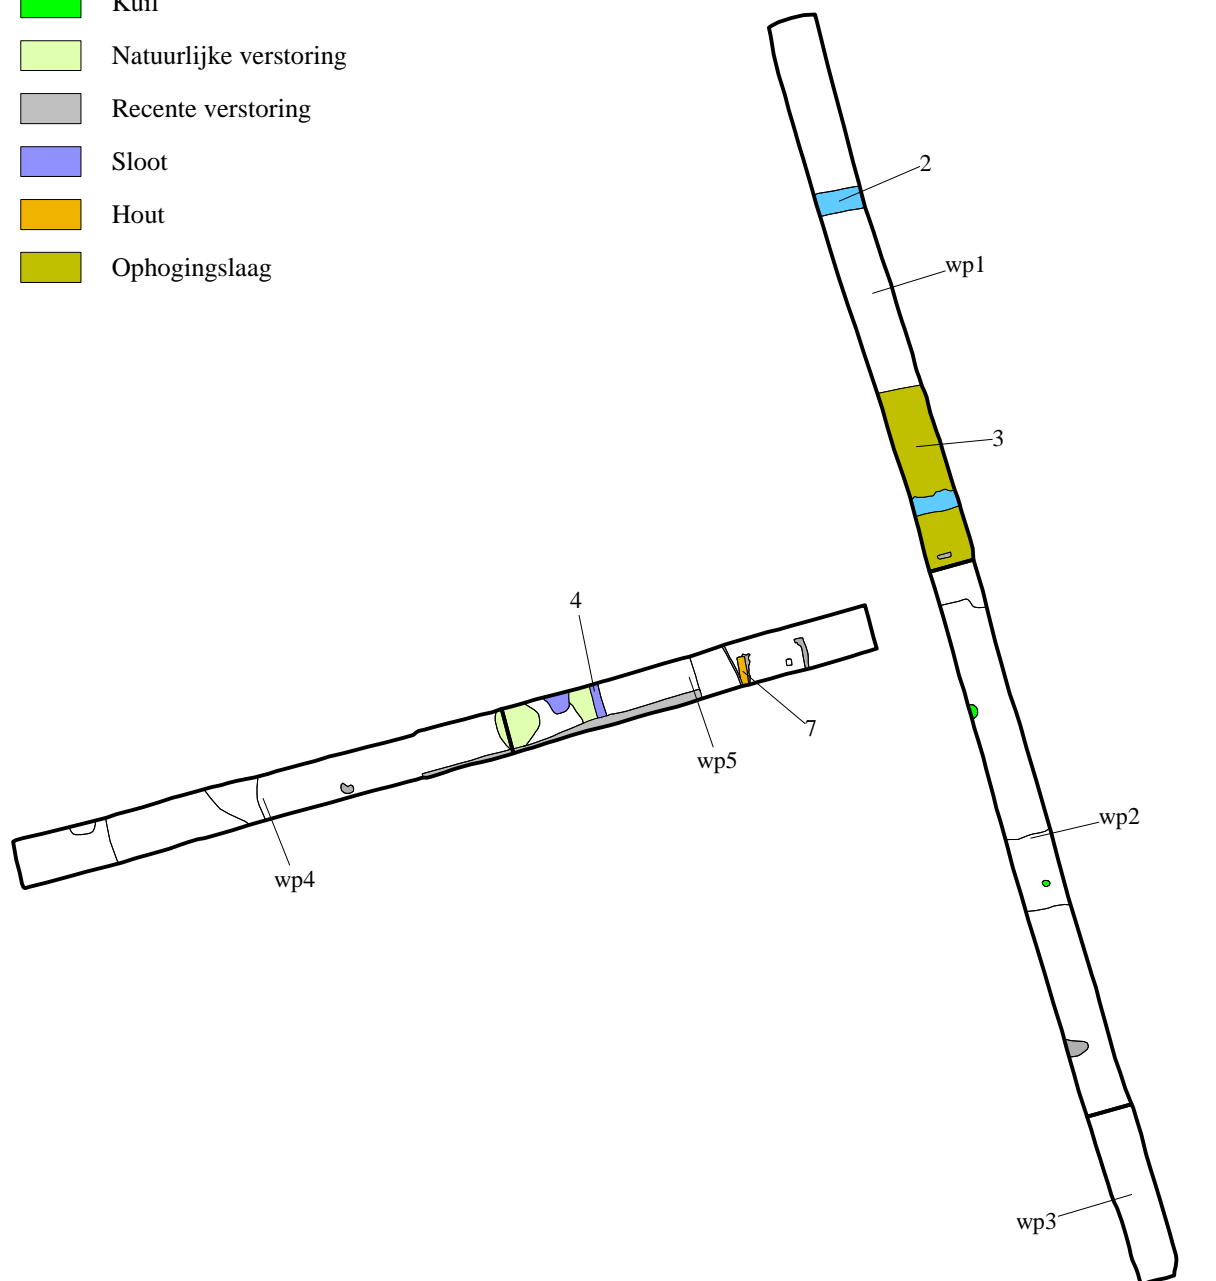 Kuil
Natuurlijke verstoring
Recente verstoring
Sloot
Hout
Ophogingslaag
2
wp1
3
4
7
wp5
wp2
wp4
wp3